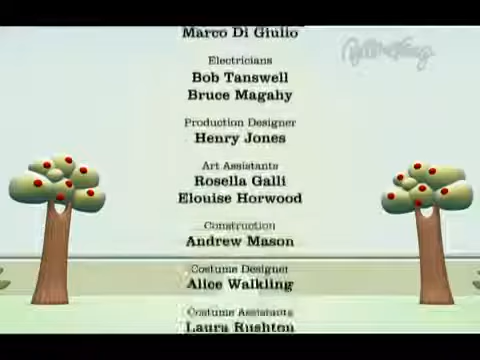 Marco Di Giulio
Electricians
Bob Tanswell
Bruce Magahy
Production Designer
Henry Jones
Art Assistants
Rosella Galli
Elouise Horwood
Construction
Andrew Mason
Costume Designer
Alice Walkling
Costume Assistants
Laura Rushton